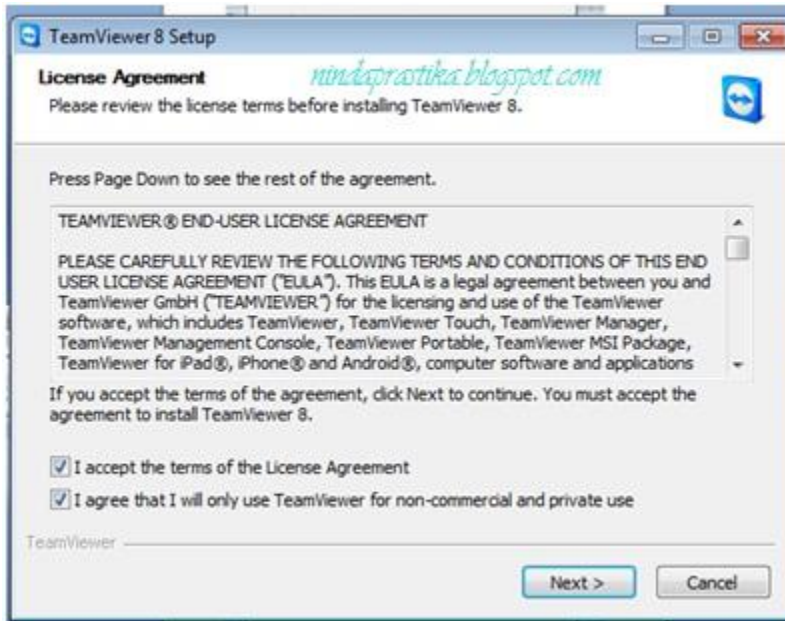 TeamViewer 8 Setup
License Agreement
nindaprastika.blogspot.com
Please review the license terms before installing TeamViewer 8.
Press Page Down to see the rest of the agreement.
TEAMVIEWER® END-USER LICENSE AGREEMENT
PLEASE CAREFULLY REVIEW THE FOLLOWING TERMS AND CONDITIONS OF THIS END
USER LICENSE AGREEMENT ("EULA"). This EULA is a legal agreement between you and
TeamViewer GmbH ("TEAMVIEWER") for the licensing and use of the TeamViewer
software, which includes TeamViewer, TeamViewer Touch, TeamViewer Manager,
TeamViewer Management Console, TeamViewer Portable, TeamViewer MSI Package,
TeamViewer for iPad®, iPhone® and Android®, computer software and applications
If you accept the terms of the agreement, click Next to continue. You must accept the
agreement to install TeamViewer 8.
I accept the terms of the License Agreement
I agree that I will only use TeamViewer for non-commercial and private use
TeamViewer
Next >
Cancel